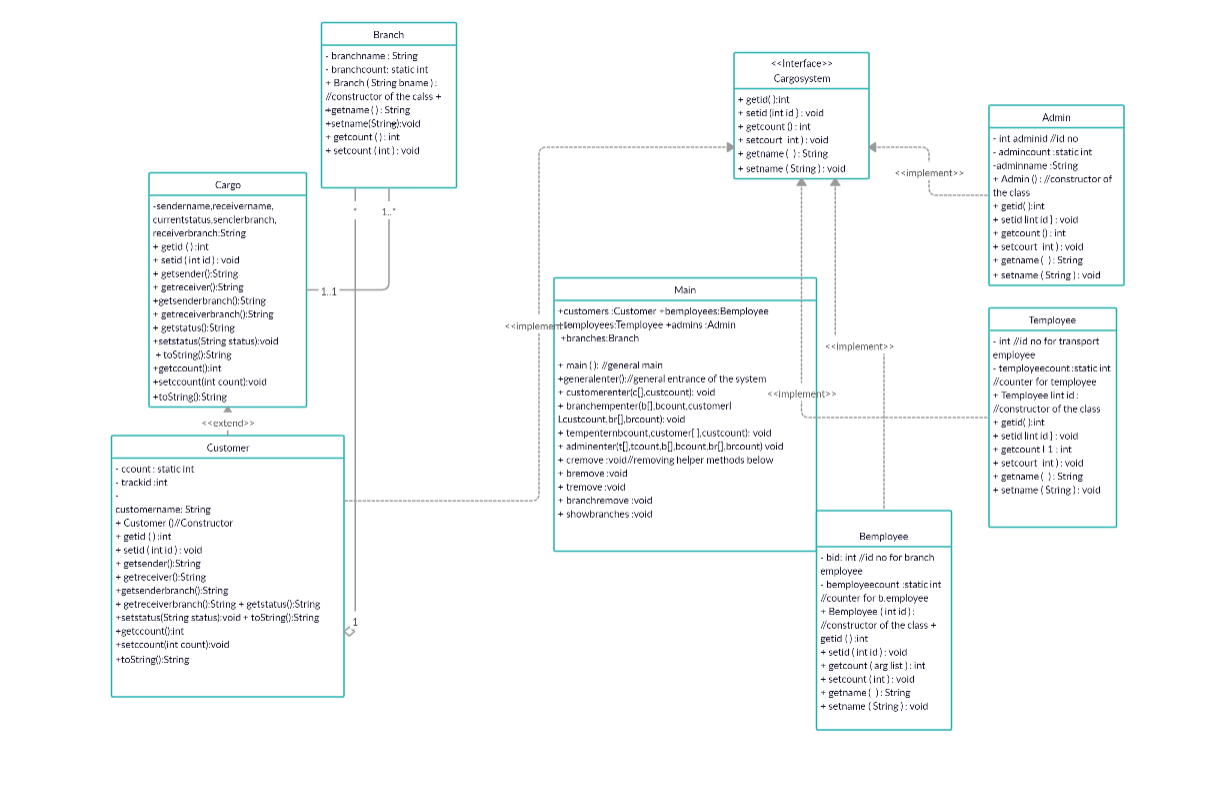 Branch
- branchname : String
- branchcount: static int
+ Branch ( String bname ) :
//constructor of the calss +
+getname ( ) : String
+setname(String):void
+ getcount ( ) : int
+ setcount ( int ) : void
*
1..*
Cargo
-sendername,receivername,
currentstatus,senclerbranch,
receiverbranch:String
+ getid ( ) :int
+ setid ( int id ) : void
+ getsender():String
+ getreceiver():String
+getsenderbranch():String
+ getreceiverbranch():String
+ getstatus():String
+setstatus(String status):void
+ toString():String
+getccount():int
+setccount(int count):void
+toString():String
1..1
<<extend>>
Customer
- ccount : static int
- trackid :int
-
customername: String
+ Customer ()//Constructor
+ getid ( ) :int
+ setid ( int id ) : void
+ getsender():String
+ getreceiver():String
+getsenderbranch():String
+ getreceiverbranch():String + getstatus():String
+setstatus(String status):void + toString():String
+getccount():int
+setccount(int count):void
+toString():String
1
<<Interface>>
Cargosystem
+ getid( ):int
+ setid (int id ) : void
+ getcount () : int
+ setcourt  int ) : void
+ getname (  ) : String
+ setname ( String ) : void
<<implement>>
Admin
- int adminid //id no
- admincount :static int
-adminname :String
+ Admin () : //constructor of
the class
+ getid( ):int
+ setid lint id ] : void
+ getcount () : int
+ setcourt  int ) : void
+ getname (  ) : String
+ setname ( String ) : void
Main
+customers :Customer +bemployees:Bemployee
+temployees:Temployee +admins :Admin
+branches:Branch
+ main ( ): //general main
+generalenter()://general entrance of the system
+ customerenter(c[],custcount): void
+ branchempenter(b[],bcount,customer|
l,custcount,br[],brcount): void
+ tempenternbcount,customer[ ],custcount): void
+ adminenter(t[],tcount,b[],bcount,br[],brcount) void
+ cremove :void//removing helper methods below
+ bremove :void
+ tremove :void
+ branchremove :void
+ showbranches :void
<<implement>>
<<implement>>
<<implement>>
Temployee
- int //id no for transport
employee
- temployeecount :static int
//counter for temployee
+ Temployee lint id :
//constructor of the class
+ getid( ):int
+ setid lint id ] : void
+ getcount l 1 : int
+ setcourt  int ) : void
+ getname (  ) : String
+ setname ( String ) : void
Bemployee
- bid: int //id no for branch
employee
- bemployeecount :static int
//counter for b.employee
+ Bemployee ( int id ) :
//constructor of the class +
getid ( ) :int
+ setid ( int id ) : void
+ getcount ( arg list ) : int
+ setcount ( int ) : void
+ getname (  ) : String
+ setname ( String ) : void